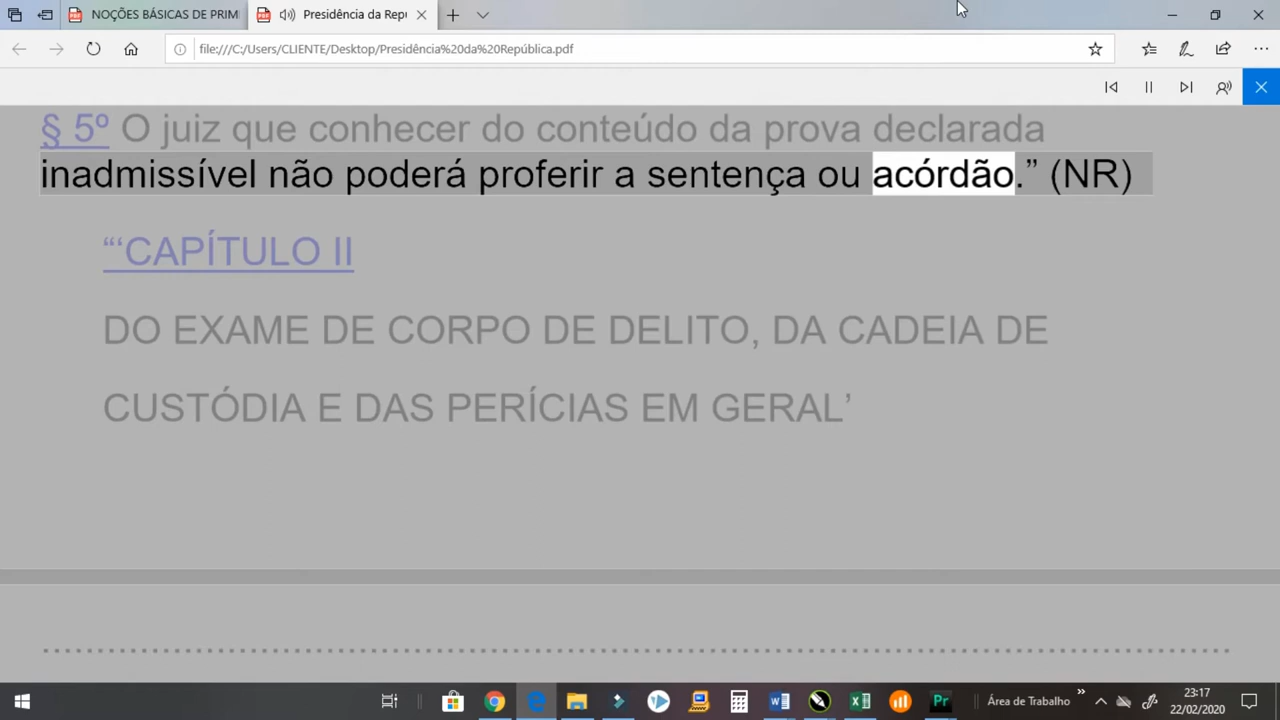 NOÇÕES BÁSICAS DE PRIM
Presidência da Repu
file:///C:/Users/CLIENTE/Desktop/Presidência%20da%20República.pdf
§ 5º O juiz que conhecer do conteúdo da prova declarada
inadmissível não poderá proferir a sentença ou acórdão.” (NR)
“‘CAPÍTULO II
DO EXAME DE CORPO DE DELITO, DA CADEIA DE
CUSTÓDIA E DAS PERÍCIAS EM GERAL’
........................................................................................................
Área de Trabalho
23:17
22/02/2020